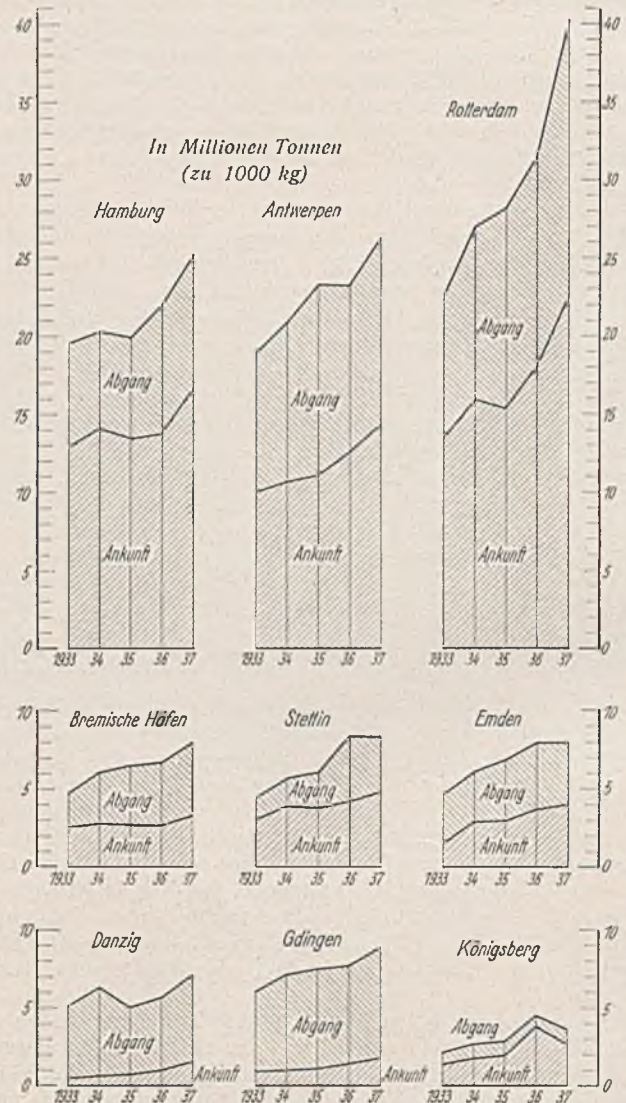 40 40
35 35
Rotterdam
In Millionen Tonnen
(zu 1000 kg)
30 30
Hamburg Antwerpen
25 25
20 20
Abgang Abgang Abgang
15 15
10 10
Ankunft Ankunft Ankunft
5 5
0 0
1933 34 35 36 37 1933 34 35 36 37 1933 34 35 36 37
10 Bremische Häfen Stettin Emden 10
5 Abgang Abgang Abgang 5
Ankunft Ankunft Ankunft
0 0
1933 34 35 36 37 1933 34 35 36 37 1933 34 35 36 37
10 Danzig Gdingen Königsberg 10
5 5
Abgang Abgang Abgang
Ankunft Ankunft Ankunft
0 0
1933 34 35 36 37 1933 34 35 36 37 1933 34 35 36 37